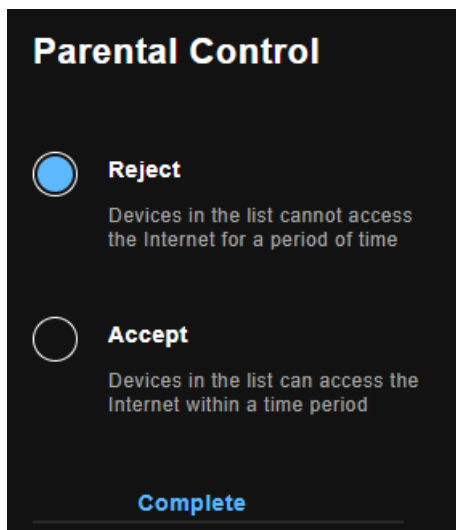 Parental Control
Reject
Devices in the list cannot access
the Internet for a period of time
Accept
Devices in the list can access the
Internet within a time period
Complete